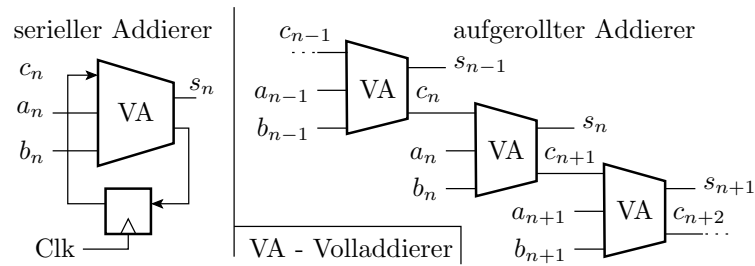 serieller Addierer
c_n
a_n
b_n
VA
s_n
Clk
aufgerollter Addierer
c_{n-1}
a_{n-1}
b_{n-1}
VA
s_{n-1}
c_n
a_n
b_n
VA
s_n
c_{n+1}
a_{n+1}
b_{n+1}
VA
s_{n+1}
c_{n+2}
VA - Volladdierer